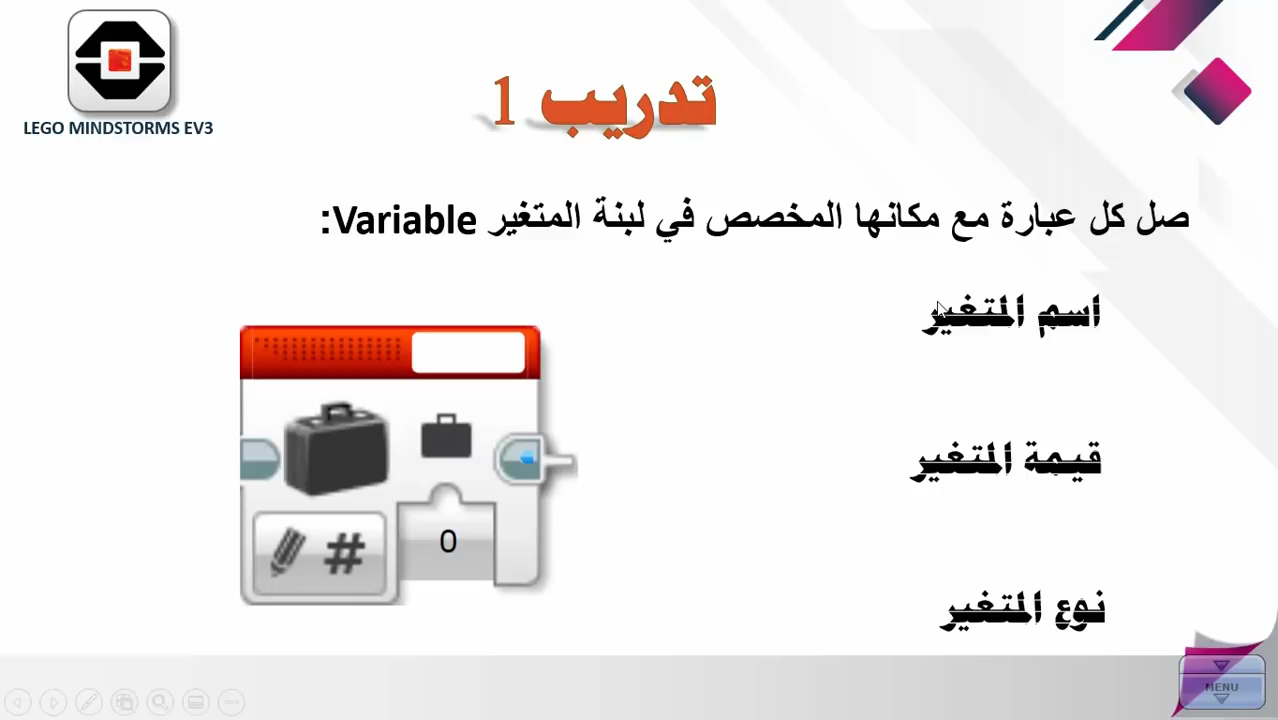 LEGO MINDSTORMS EV3
تدريب 1
صل كل عبارة مع مكانها المخصص في لبنة المتغير Variable:
اسم المتغير
قيمة المتغير
نوع المتغير
#
0
MENU